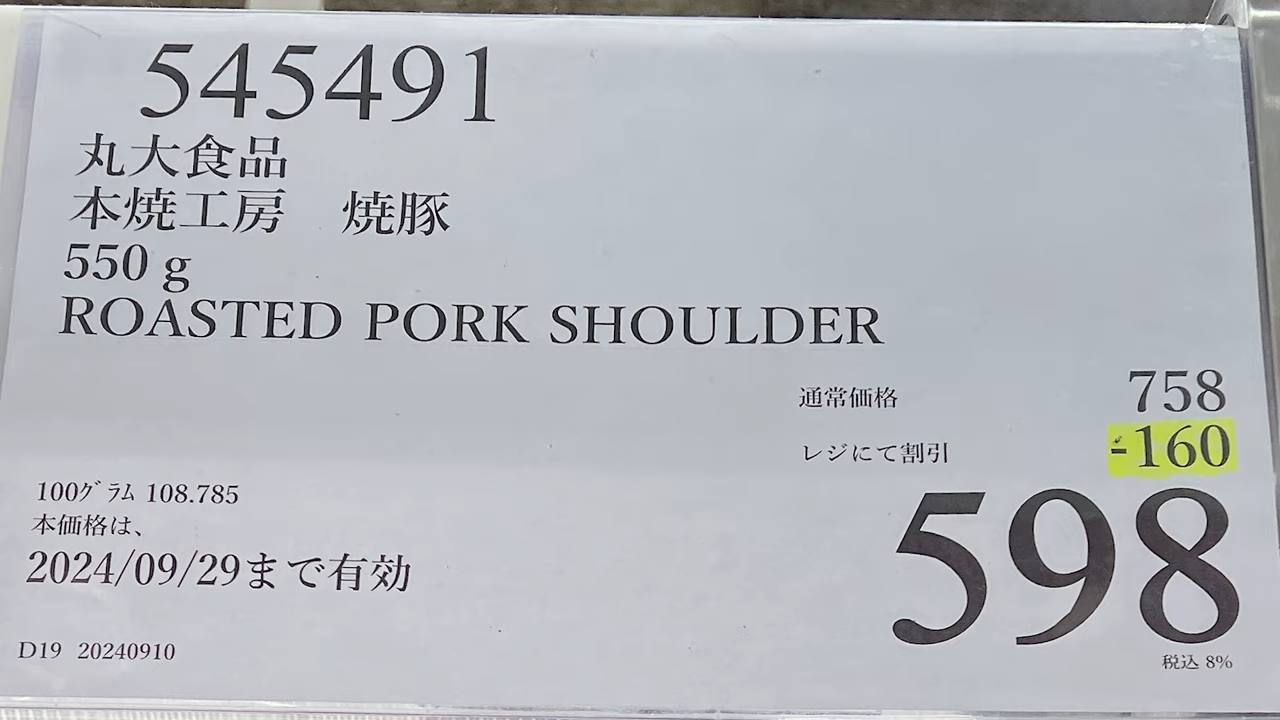 545491
丸大食品
本焼工房　焼豚
550 g
ROASTED PORK SHOULDER
通常価格 758
レジにて割引 -160
598
税込 8%
100ｸﾞﾗﾑ 108.785
本価格は、
2024/09/29まで有効
D19 20240910